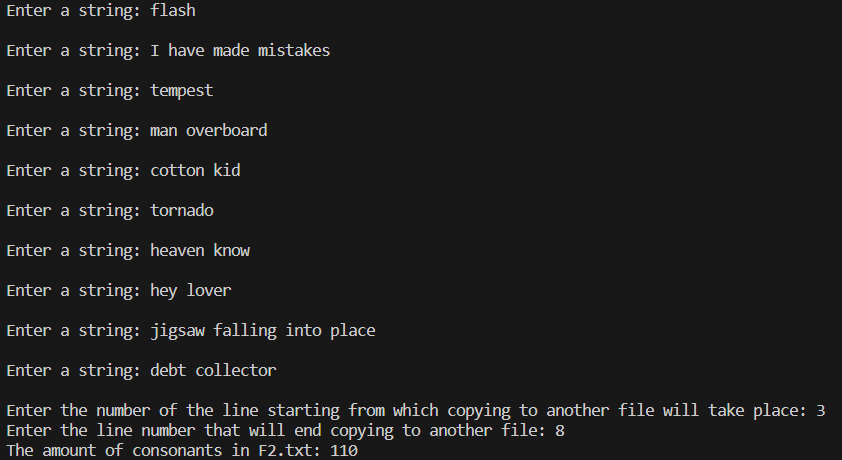 Enter a string: flash
Enter a string: I have made mistakes
Enter a string: tempest
Enter a string: man overboard
Enter a string: cotton kid
Enter a string: tornado
Enter a string: heaven know
Enter a string: hey lover
Enter a string: jigsaw falling into place
Enter a string: debt collector
Enter the number of the line starting from which copying to another file will take place: 3
Enter the line number that will end copying to another file: 8
The amount of consonants in F2.txt: 110